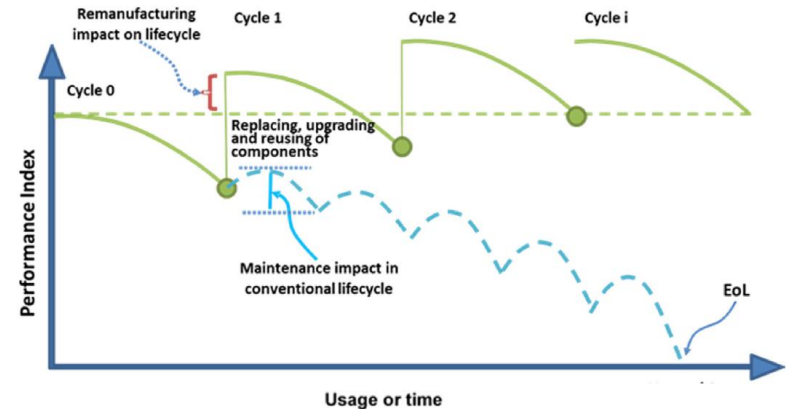 Remanufacturing
impact on lifecycle
Cycle 1
Cycle 2
Cycle i
Cycle 0
Replacing, upgrading
and reusing of
components
Maintenance impact in
conventional lifecycle
EoL
Performance Index
Usage or time